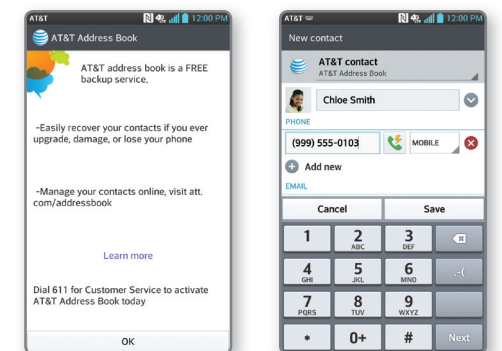 AT&T 12:00 PM
AT&T Address Book
AT&T address book is a FREE
backup service.
-Easily recover your contacts if you ever
upgrade, damage, or lose your phone
-Manage your contacts online, visit att.
com/addressbook
Learn more
Dial 611 for Customer Service to activate
AT&T Address Book today
OK
AT&T 12:00 PM
New contact
AT&T contact
AT&T Address Book
Chloe Smith
PHONE
(999) 555-0103 MOBILE
Add new
EMAIL
Cancel Save
1 2 3
ABC DEF
4 5 6 .-(
GHI JKL MNO
7 8 9
PQRS TUV WXYZ
* 0+ # Next